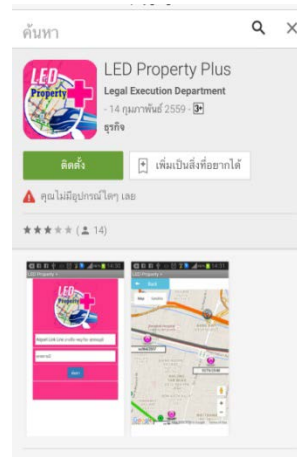 ค้นหา
LED
Property
LED Property Plus
Legal Execution Department
- 14 กุมภาพันธ์ 2559 - 3+
ธุรกิจ
ติดตั้ง
เพิ่มเป็นสิ่งที่อยากได้
คุณไม่มีอุปกรณ์ใดๆ เลย
( 14)
LED
Property
Back
Google